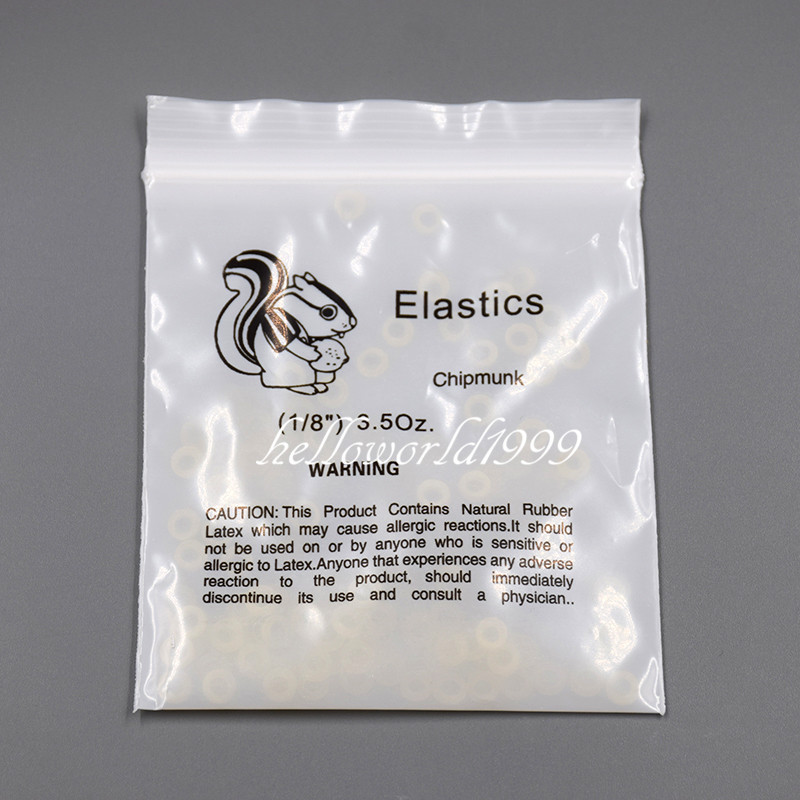 Elastics
Chipmunk
(1/8") 3.5Oz.
helloworld1999
WARNiNG
CAUTION: This Product Contains Natural Rubber
Latex which may cause allergic reactions.It should
not be used on or by anyone who is sensitive or
allergic to Latex.Anyone that experiences any adverse
reaction to the product, should immediately
discontinue its use and consult a physician..